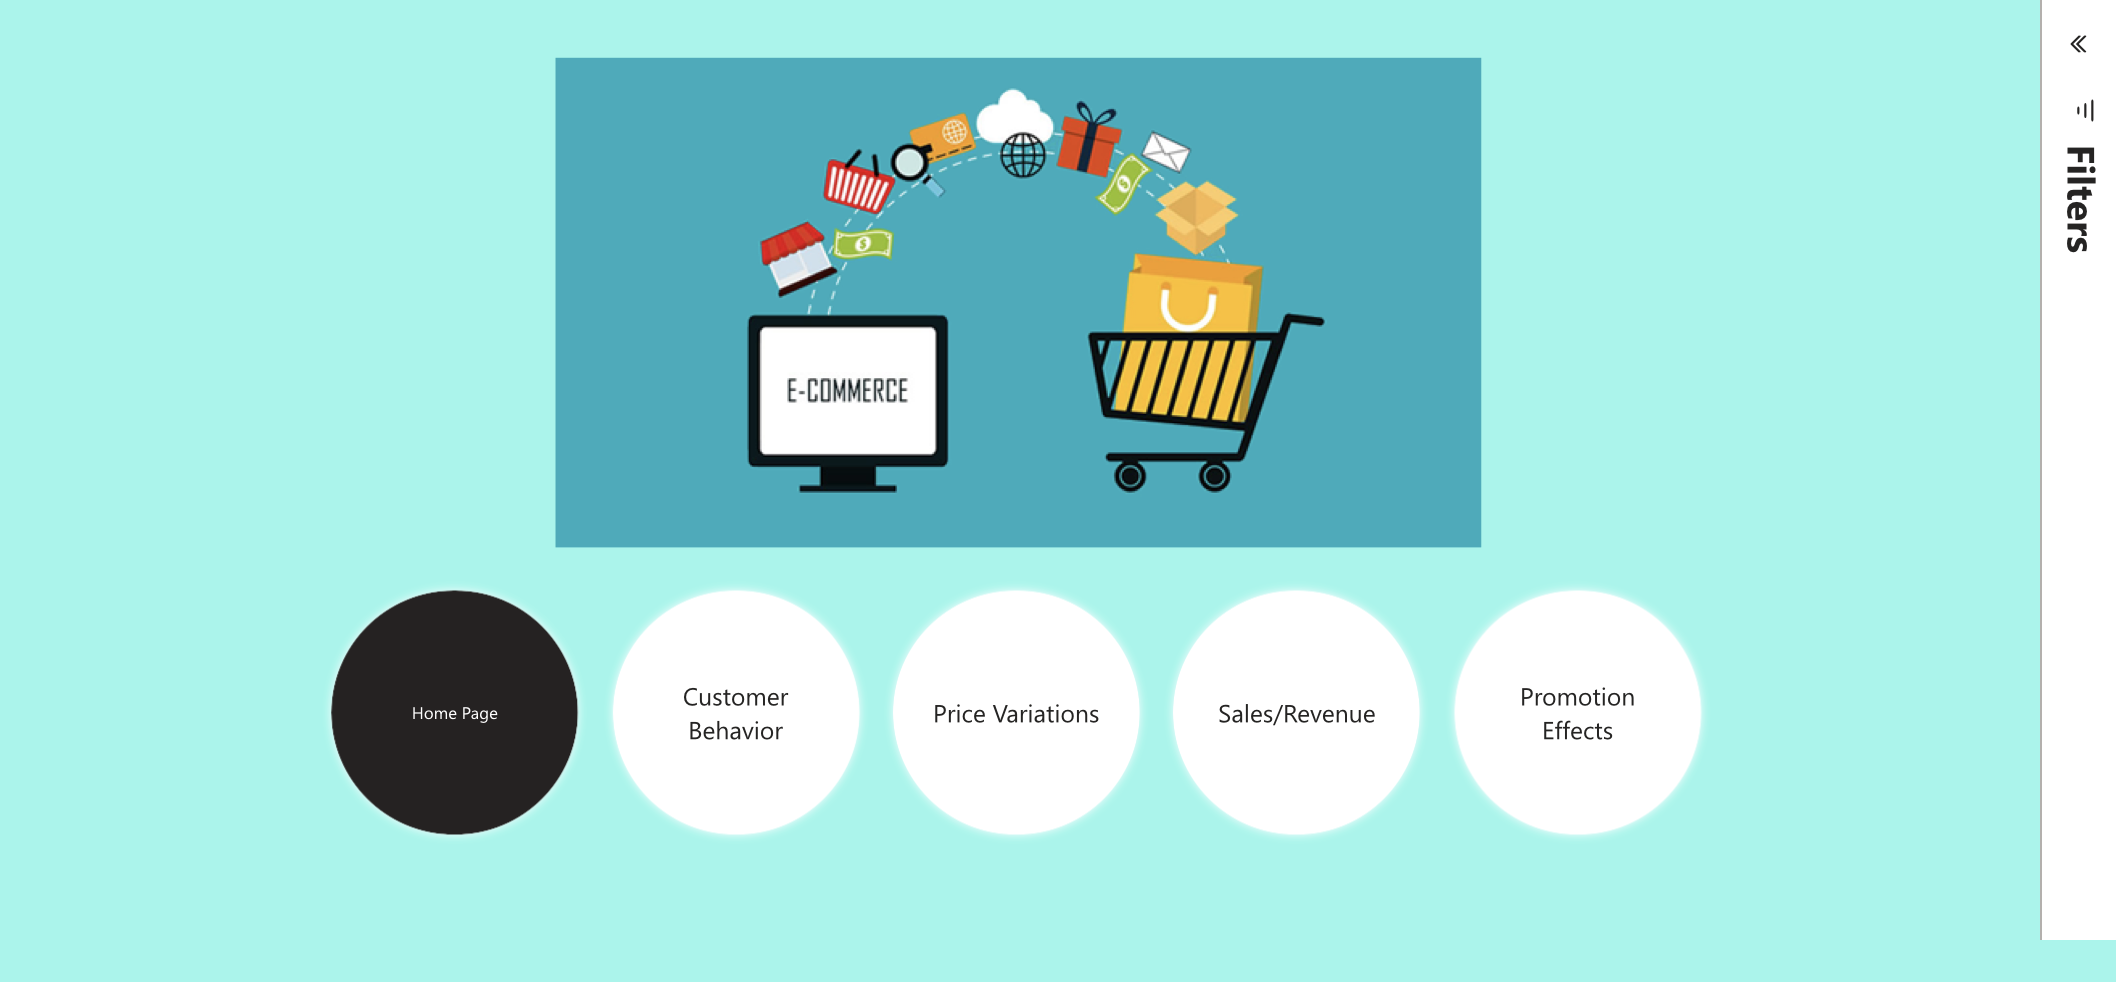 E-COMMERCE
Filters
Home Page
Customer
Behavior
Price Variations
Sales/Revenue
Promotion
Effects